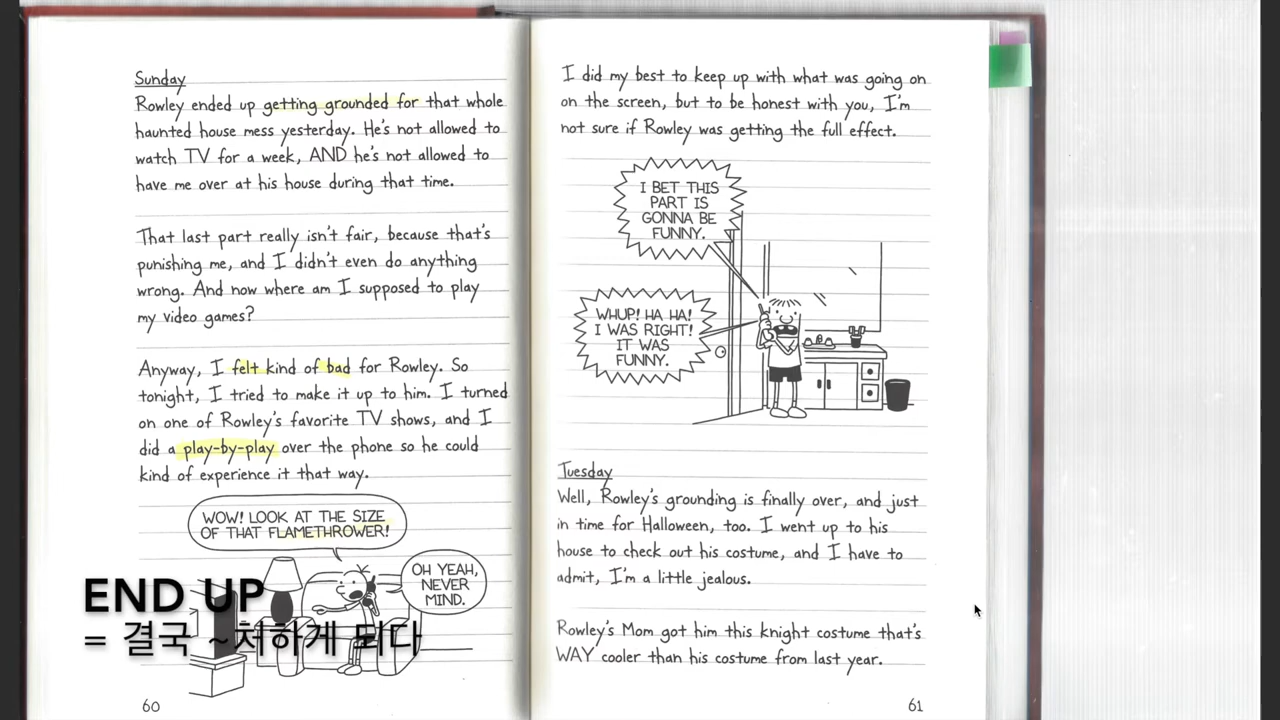 Sunday
Rowley ended up getting grounded for that whole
haunted house mess yesterday. He's not allowed to
watch TV for a week, AND he's not allowed to
have me over at his house during that time.
That last part really isn't fair, because that's
punishing me, and I didn't even do anything
wrong. And now where am I supposed to play
my video games?
Anyway, I felt kind of bad for Rowley. So
tonight, I tried to make it up to him. I turned
on one of Rowley's favorite TV shows, and I
did a play-by-play over the phone so he could
kind of experience it that way.
WOW! LOOK AT THE SIZE
OF THAT FLAMETHROWER!
OH YEAH,
NEVER
MIND.
END UP
= 결국 ~처하게 되다
60
I did my best to keep up with what was going on
on the screen, but to be honest with you, I'm
not sure if Rowley was getting the full effect.
I BET THIS
PART IS
GONNA BE
FUNNY.
WHUP! HA HA!
I WAS RIGHT!
IT WAS
FUNNY.
Tuesday
Well, Rowley's grounding is finally over, and just
in time for Halloween, too. I went up to his
house to check out his costume, and I have to
admit, I'm a little jealous.
Rowley's Mom got him this knight costume that's
WAY cooler than his costume from last year.
61